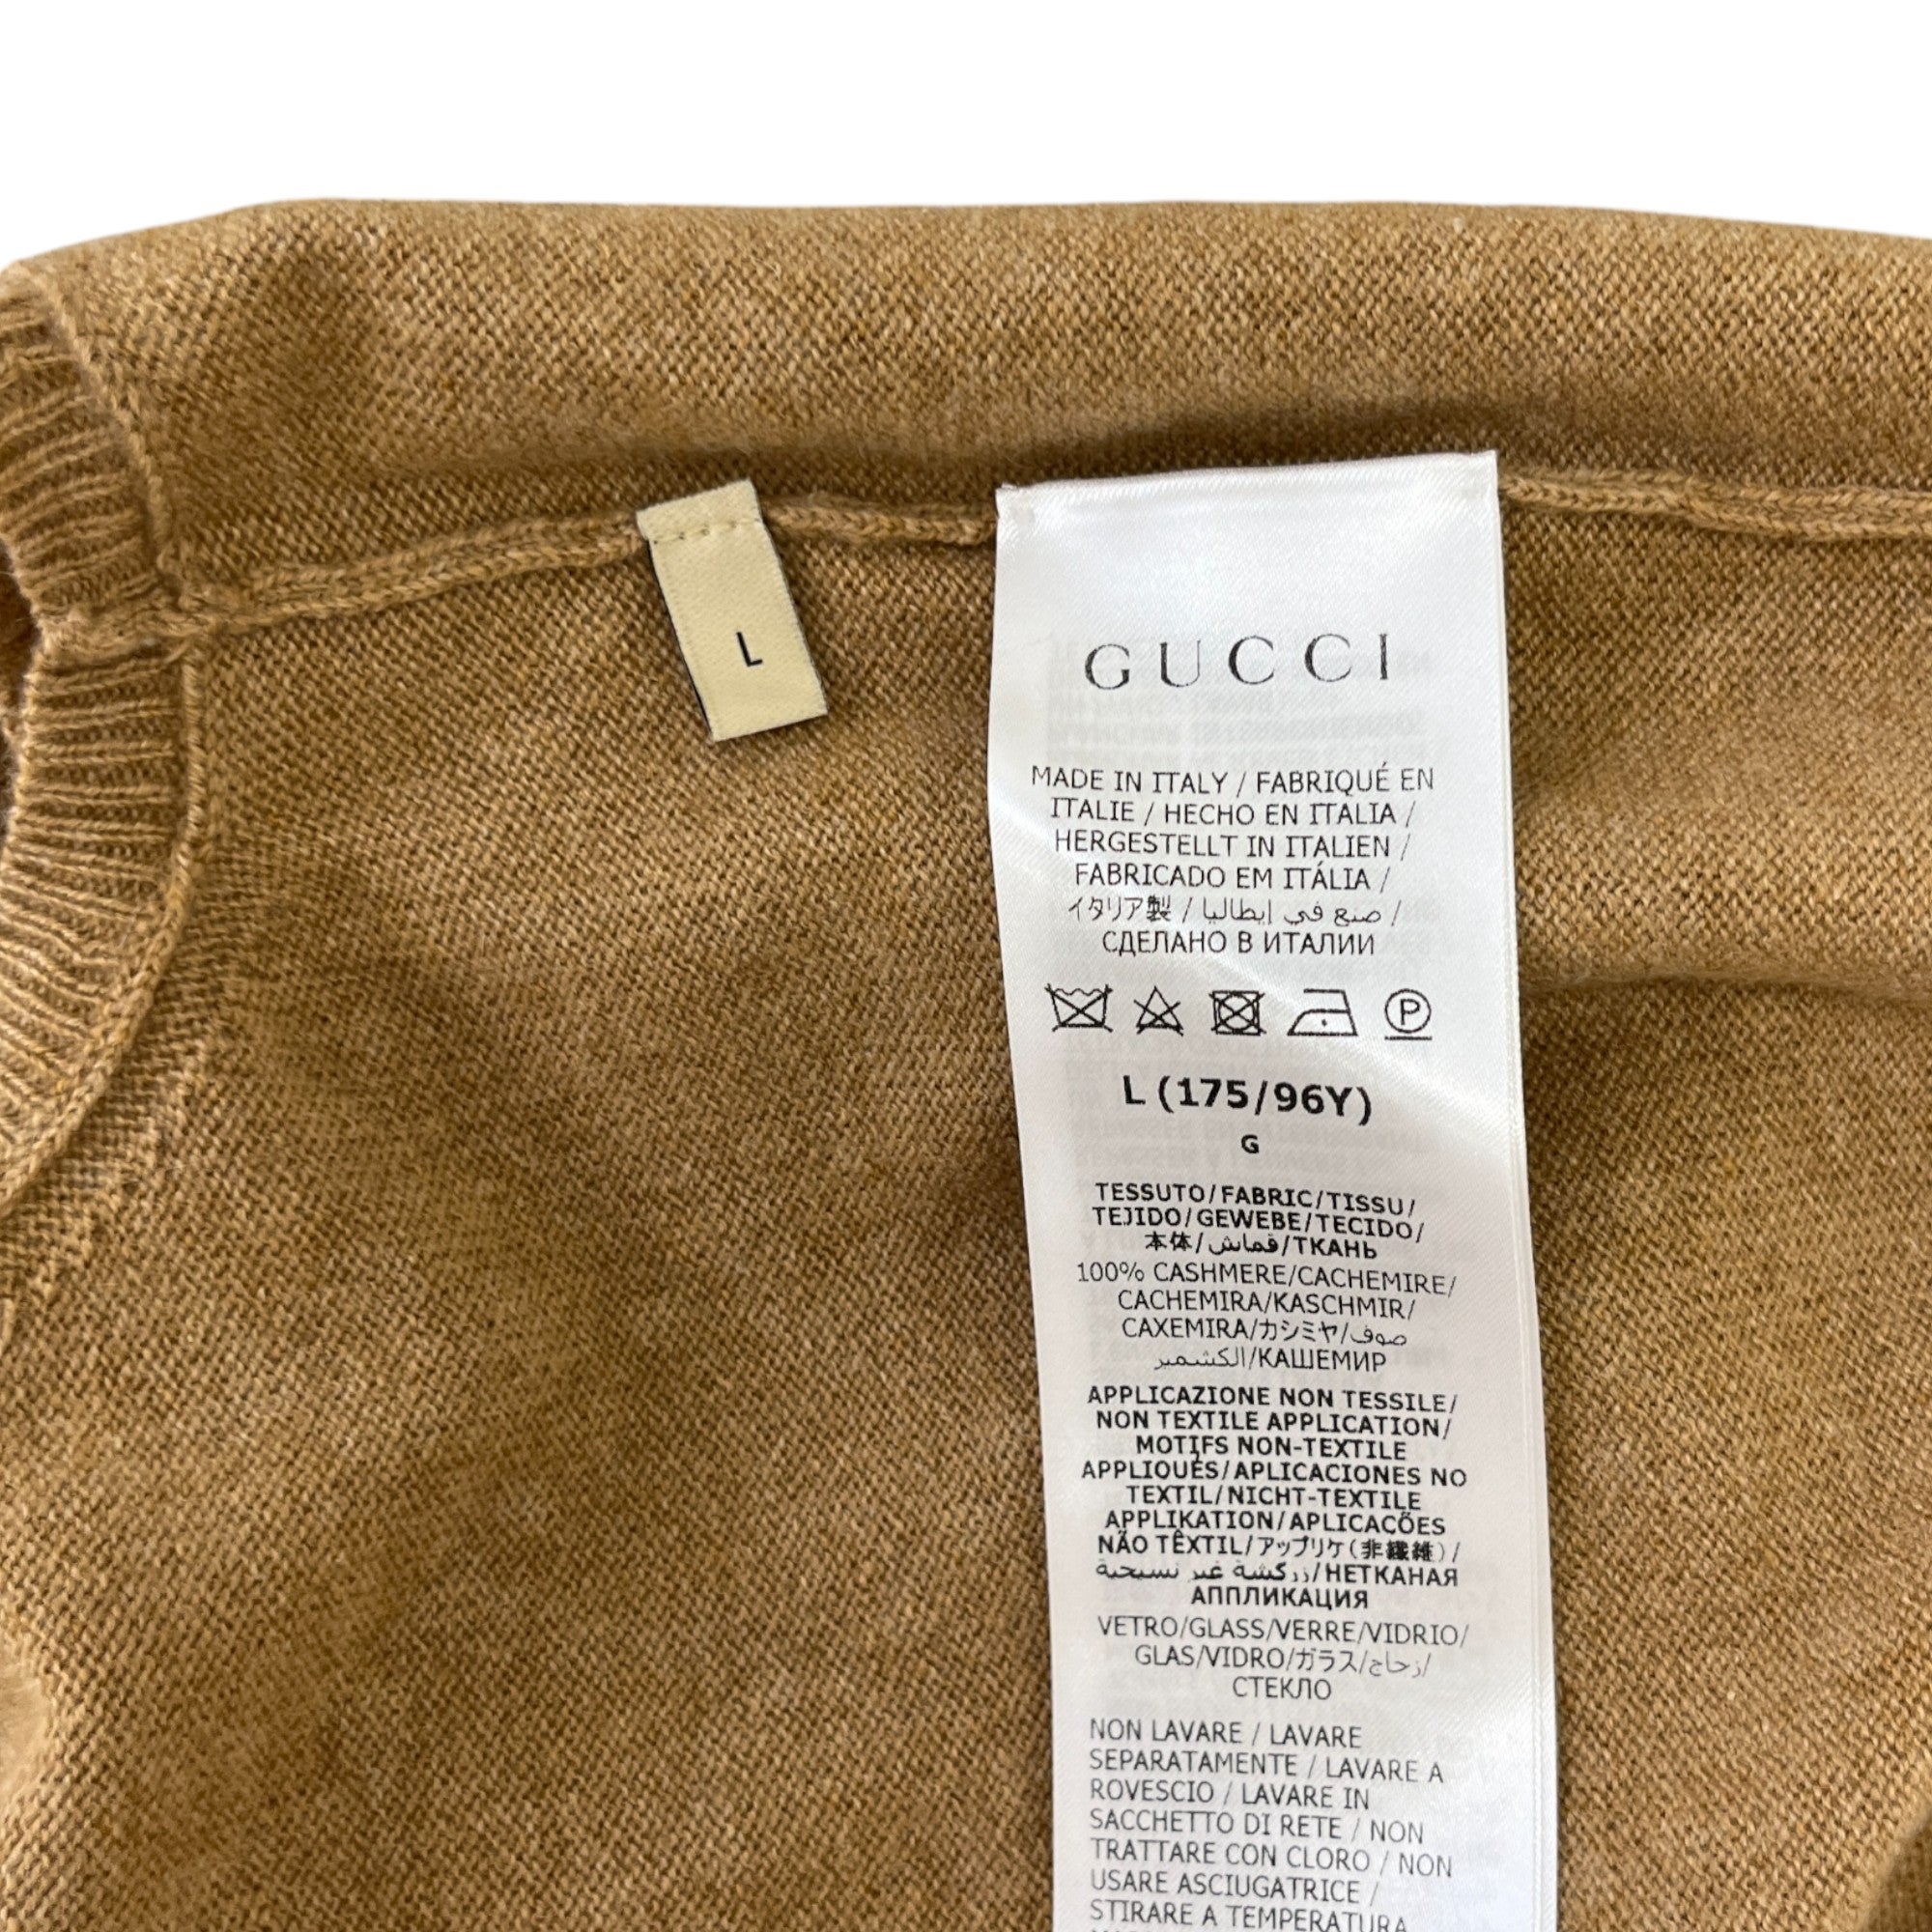 L
GUCCI
MADE IN ITALY / FABRIQUÉ EN
ITALIE / HECHO EN ITALIA /
HERGESTELLT IN ITALIEN /
FABRICADO EM ITÁLIA /
イタリア製 / صنع في إيطاليا /
СДЕЛАНО В ИТАЛИИ
P
L (175/96Y)
G
TESSUTO/FABRIC/TISSU/
TEJIDO/GEWEBE/TECIDO/
本体/قماش/ТКАНЬ
100% CASHMERE/CACHEMIRE/
CACHEMIRA/KASCHMIR/
CAXEMIRA/カシミヤ/صوف
الكشمير/КАШЕМИР
APPLICAZIONE NON TESSILE/
NON TEXTILE APPLICATION/
MOTIFS NON-TEXTILE
APPLIQUÉS/APLICACIONES NO
TEXTIL/NICHT-TEXTILE
APPLIKATION/APLICACÕES
NÃO TÊXTIL/アップリケ(非繊維)/
زركشة غير نسيجية/НЕТКАНАЯ
АППЛИКАЦИЯ
VETRO/GLASS/VERRE/VIDRIO/
GLAS/VIDRO/ガラス/زجاج/
СТЕКЛО
NON LAVARE / LAVARE
SEPARATAMENTE / LAVARE A
ROVESCIO / LAVARE IN
SACCHETTO DI RETE / NON
TRATTARE CON CLORO / NON
USARE ASCIUGATRICE /
STIRARE A TEMPERATURA